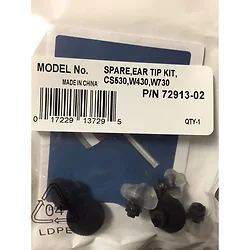 MODEL No. SPARE,EAR TIP KIT,
MADE IN CHINA CS530,W430,W730
P/N 72913-02
0 17229 13729 5
QTY-1
04
LDPE